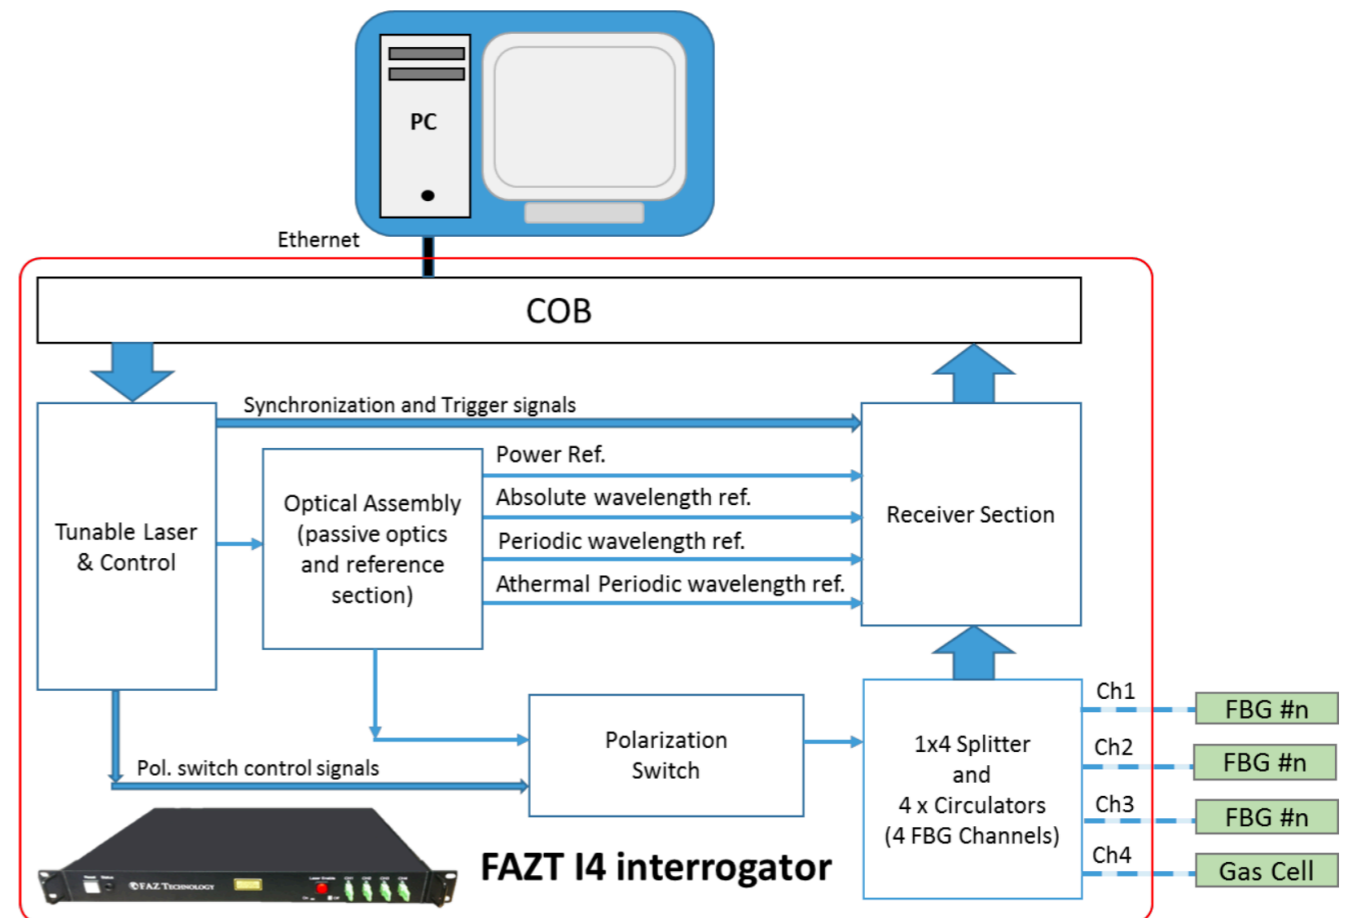 PC
Ethernet
COB
Synchronization and Trigger signals
Power Ref.
Absolute wavelength ref.
Periodic wavelength ref.
Athermal Periodic wavelength ref.
Tunable Laser
& Control
Optical Assembly
(passive optics
and reference
section)
Receiver Section
Polarization
Switch
Pol. switch control signals
1x4 Splitter
and
4 x Circulators
(4 FBG Channels)
Ch1
FBG #n
Ch2
FBG #n
Ch3
FBG #n
Ch4
Gas Cell
FAZT I4 interrogator
FAZ TECHNOLOGY
Laser Enable